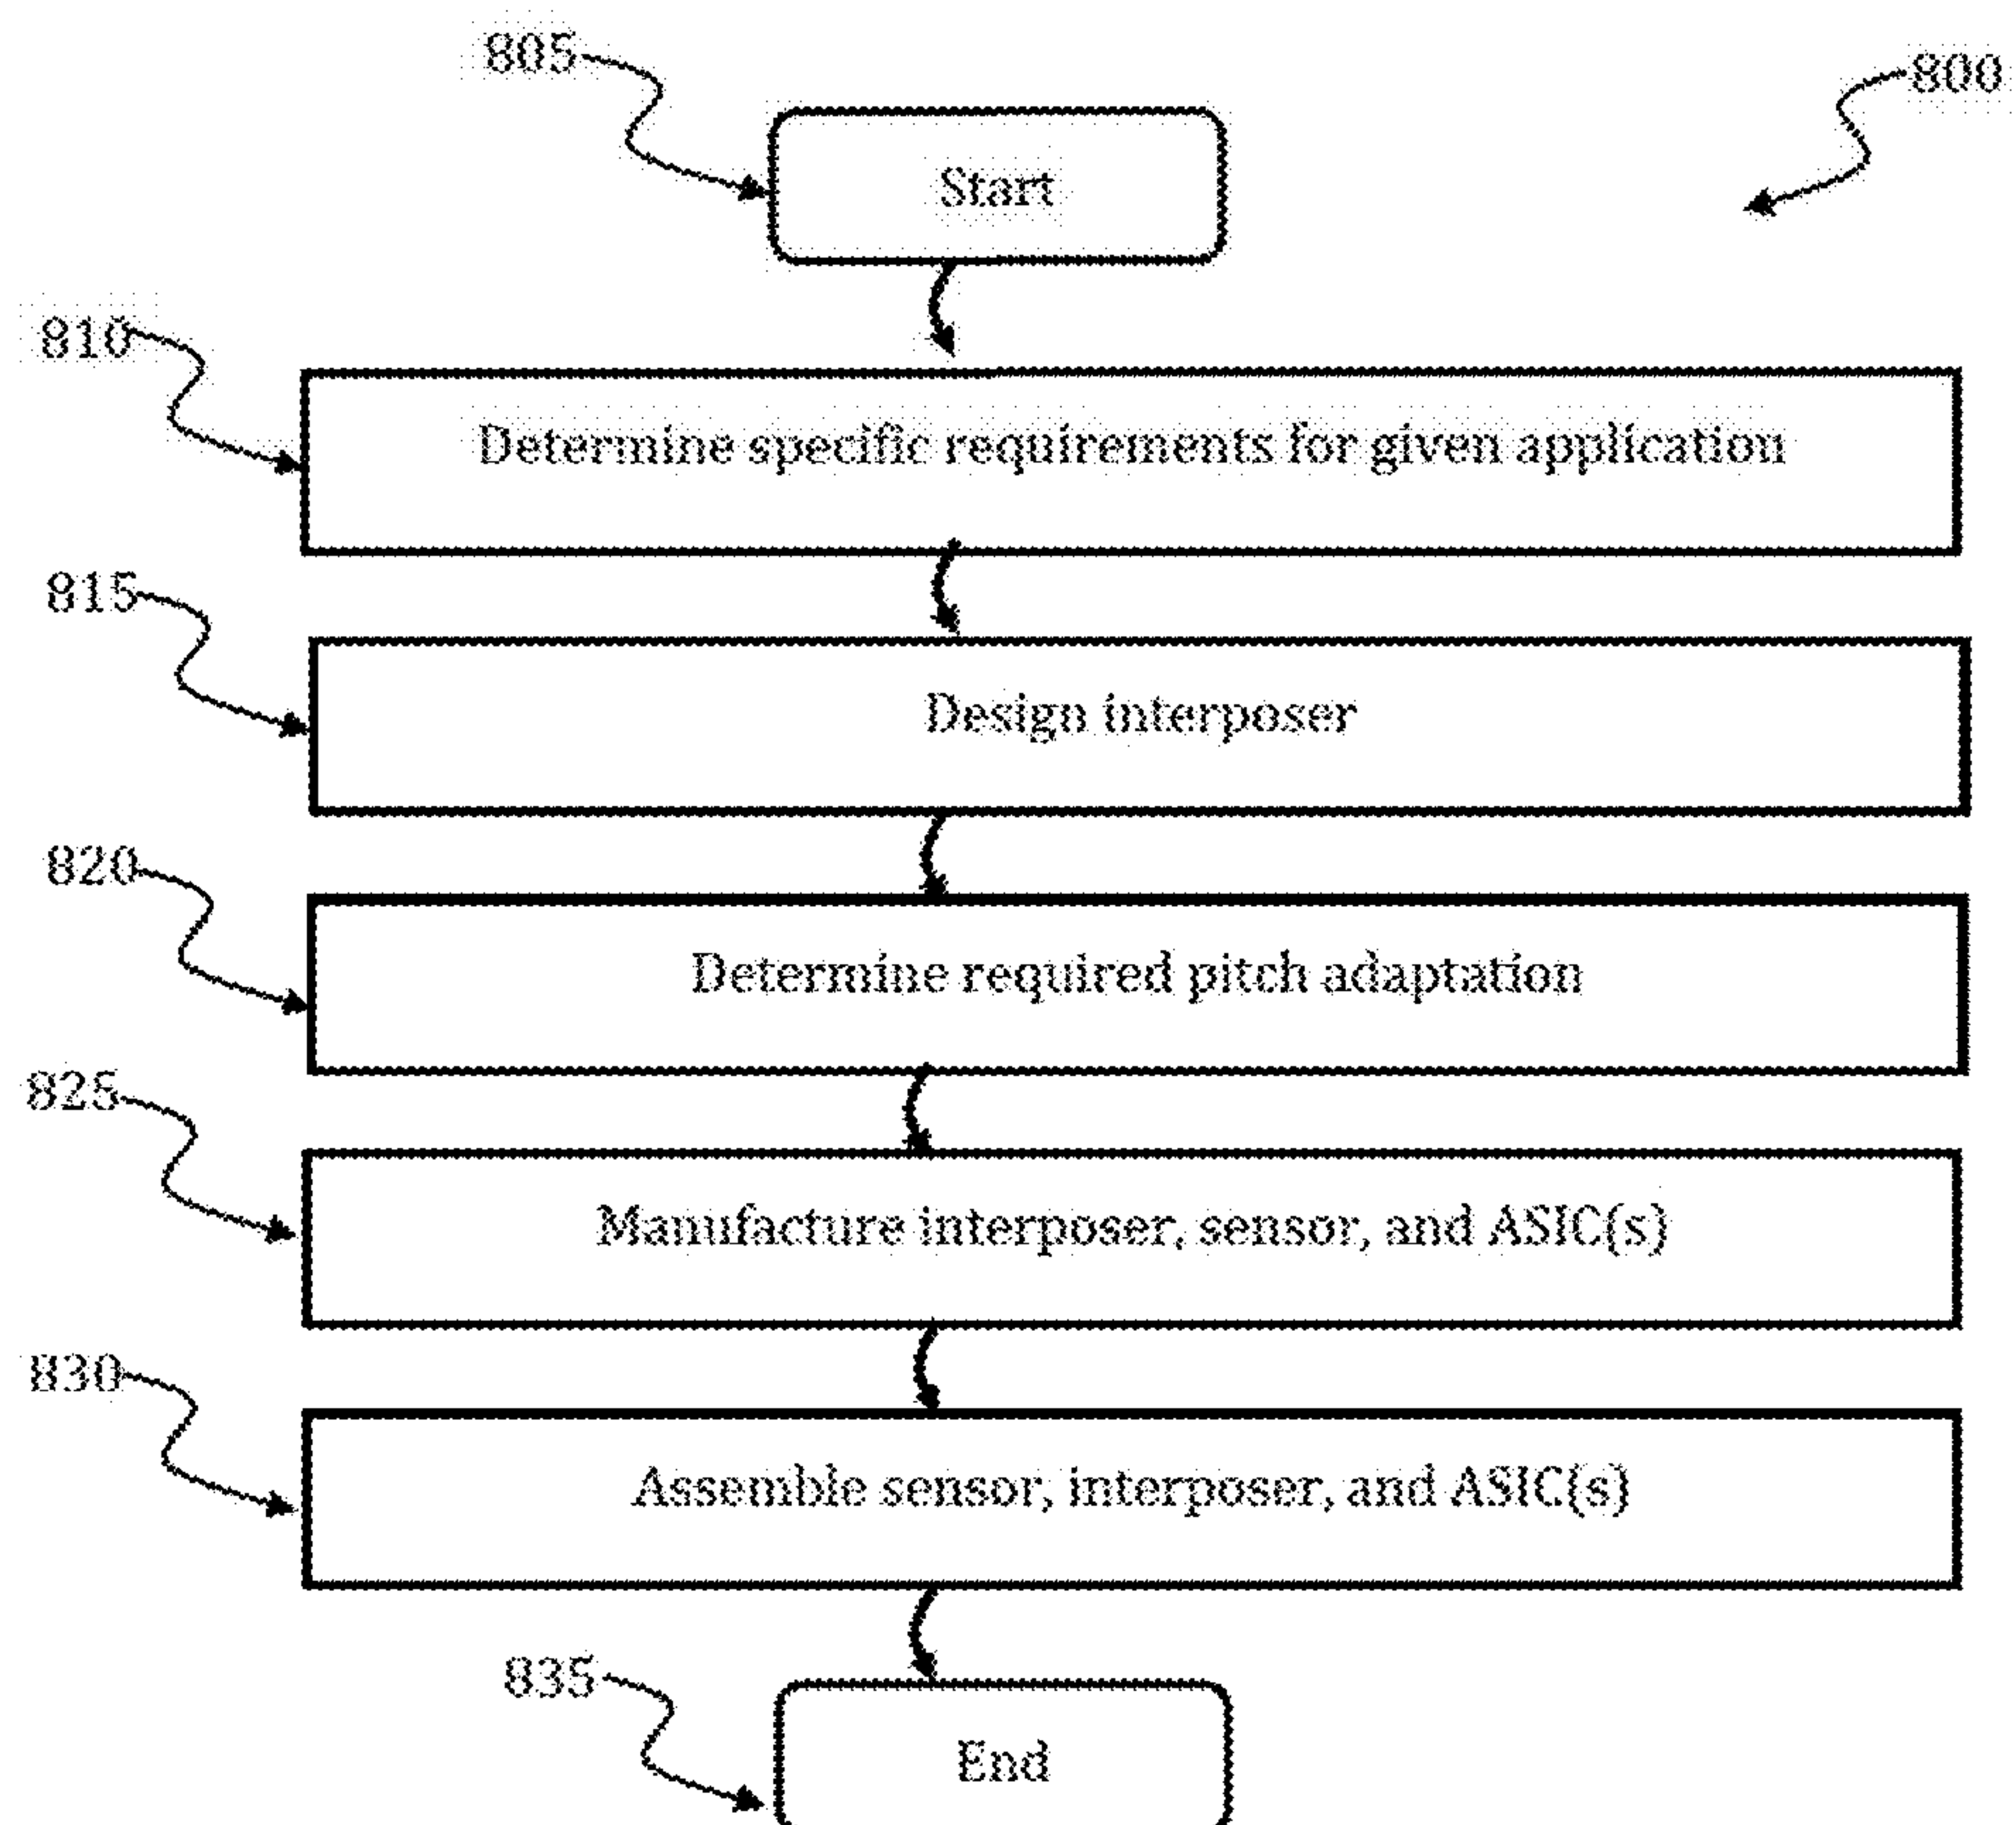 805
800
Start
810
Determine specific requirements for given application
815
Design interposer
820
Determine required pitch adaptation
825
Manufacture interposer, sensor, and ASIC(s)
830
Assemble sensor, interposer, and ASIC(s)
835
End